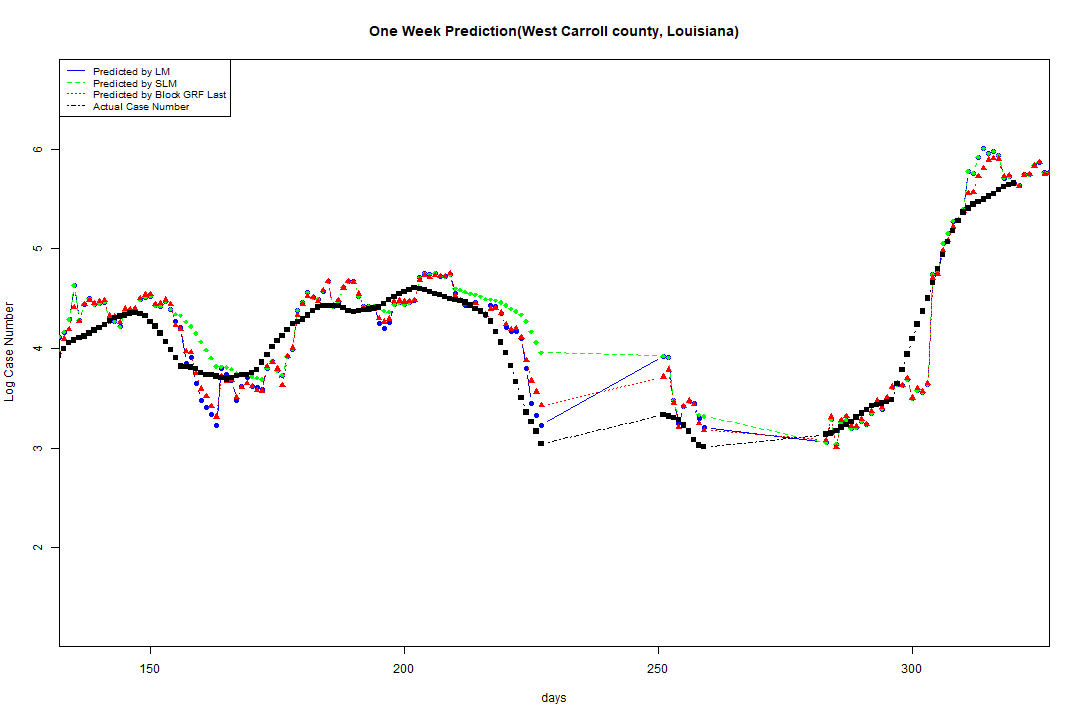 One Week Prediction(West Carroll county, Louisiana)
Predicted by LM
Predicted by SLM
Predicted by Block GRF Last
Actual Case Number
6
5
4
3
2
Log Case Number
150 200 250 300
days